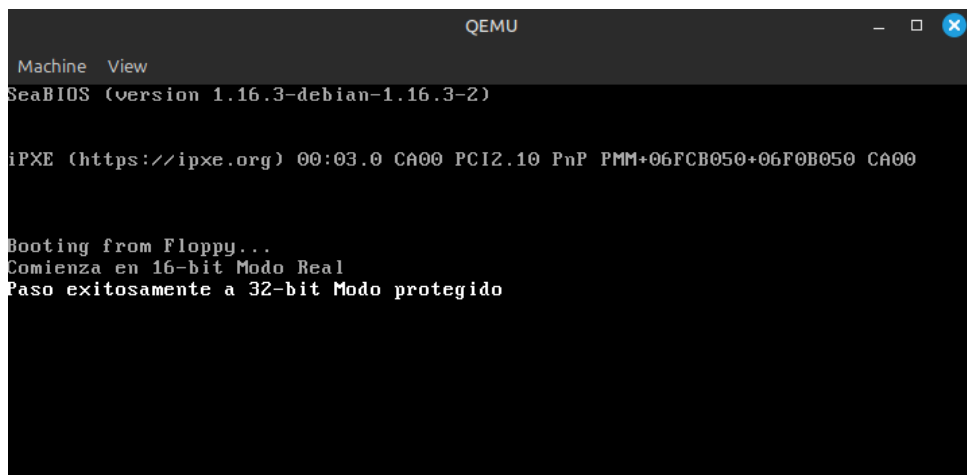 QEMU
Machine View
SeaBIOS (version 1.16.3-debian-1.16.3-2)
iPXE (https://ipxe.org) 00:03.0 CA00 PCI2.10 PnP PMM+06FCB050+06F0B050 CA00
Booting from Floppy...
Comienza en 16-bit Modo Real
Paso exitosamente a 32-bit Modo protegido